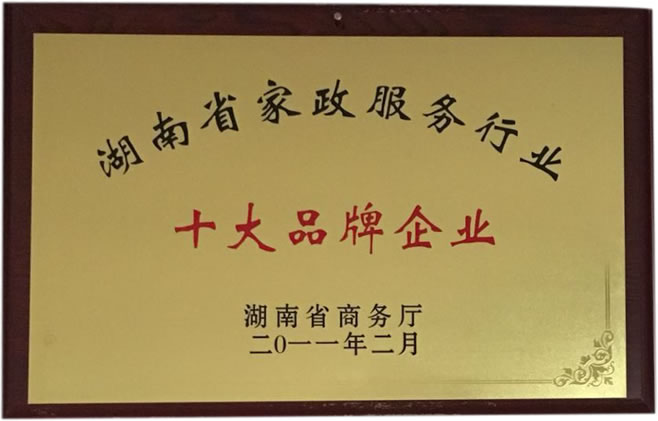 湖南省家政服务行业
十大品牌企业
湖南省商务厅
二〇一一年二月